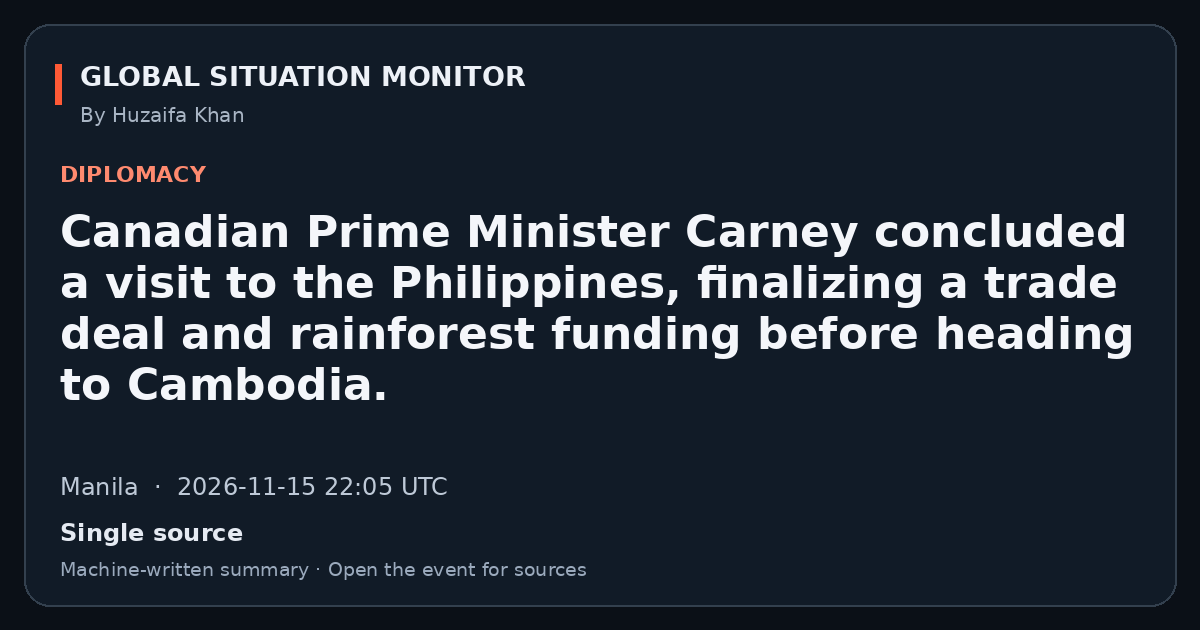 GLOBAL SITUATION MONITOR
By Huzaifa Khan
DIPLOMACY
Canadian Prime Minister Carney concluded
a visit to the Philippines, finalizing a trade
deal and rainforest funding before heading
to Cambodia.
Manila · 2026-11-15 22:05 UTC
Single source
Machine-written summary · Open the event for sources